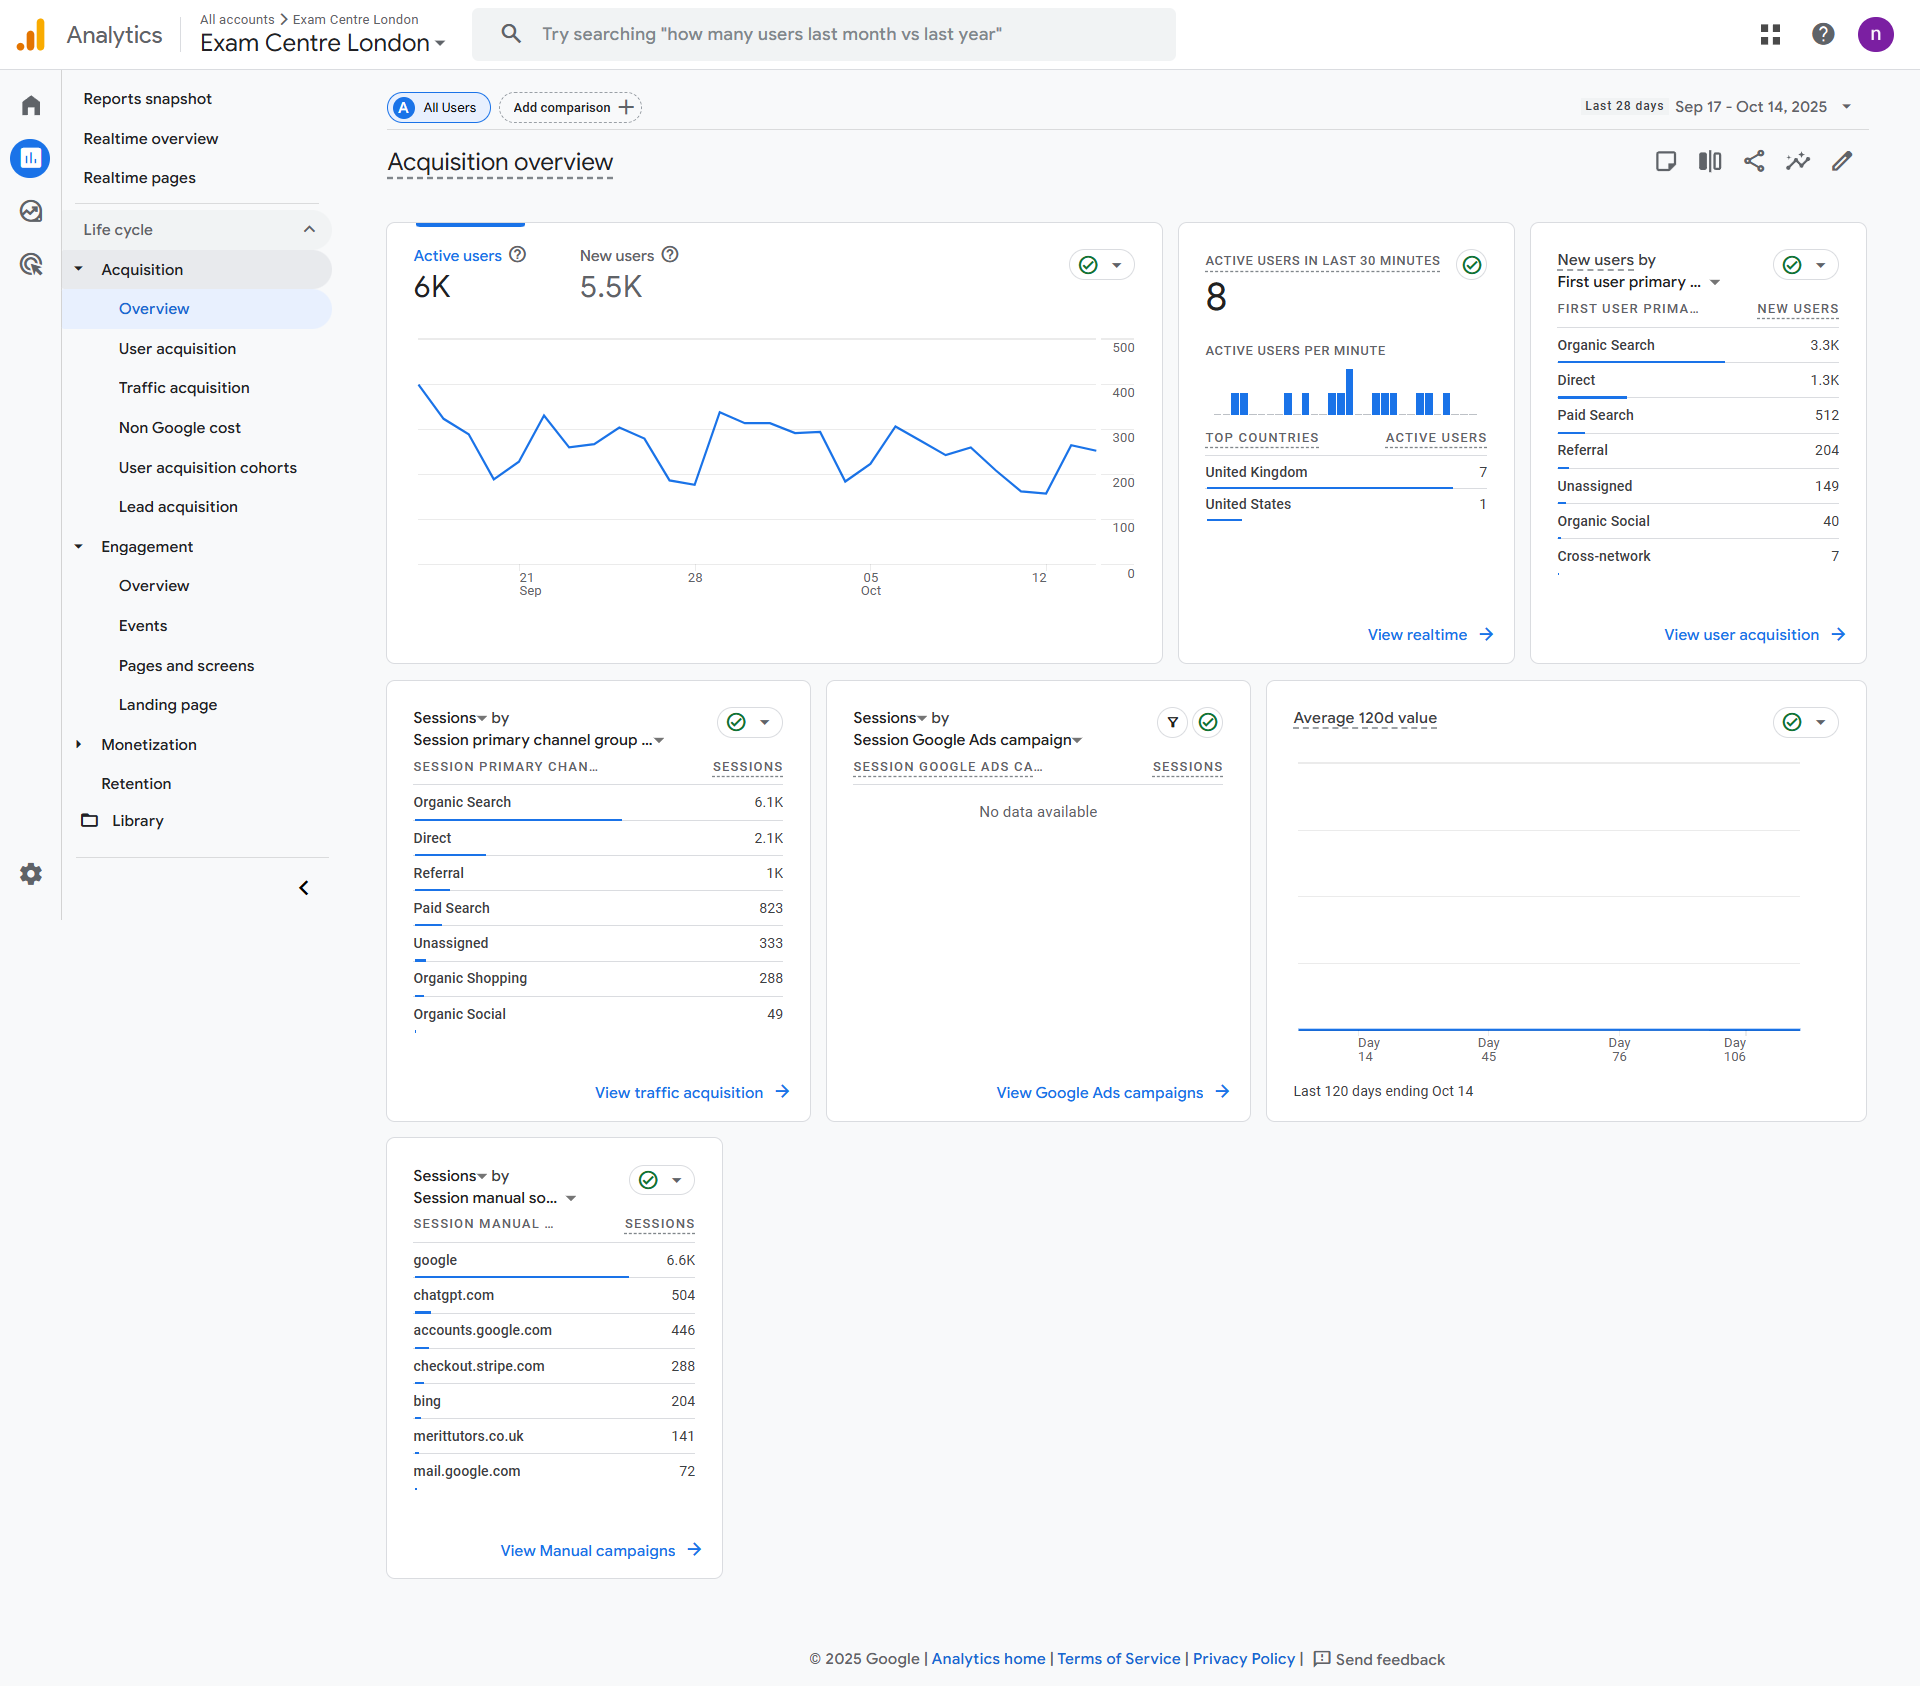 Analytics
All accounts > Exam Centre London
Exam Centre London
Try searching "how many users last month vs last year"
n
Reports snapshot
Realtime overview
Realtime pages
Life cycle
Acquisition
Overview
User acquisition
Traffic acquisition
Non Google cost
User acquisition cohorts
Lead acquisition
Engagement
Overview
Events
Pages and screens
Landing page
Monetization
Retention
Library
A All Users
Add comparison
Last 28 days Sep 17 - Oct 14, 2025
Acquisition overview
Active users
6K
New users
5.5K
500
400
300
200
100
0
21
Sep
28
05
Oct
12
ACTIVE USERS IN LAST 30 MINUTES
8
ACTIVE USERS PER MINUTE
TOP COUNTRIES ACTIVE USERS
United Kingdom 7
United States 1
View realtime
New users by
First user primary ...
FIRST USER PRIMA... NEW USERS
Organic Search 3.3K
Direct 1.3K
Paid Search 512
Referral 204
Unassigned 149
Organic Social 40
Cross-network 7
View user acquisition
Sessions by
Session primary channel group ...
SESSION PRIMARY CHAN... SESSIONS
Organic Search 6.1K
Direct 2.1K
Referral 1K
Paid Search 823
Unassigned 333
Organic Shopping 288
Organic Social 49
View traffic acquisition
Sessions by
Session Google Ads campaign
SESSION GOOGLE ADS CA... SESSIONS
No data available
View Google Ads campaigns
Average 120d value
Day
14
Day
45
Day
76
Day
106
Last 120 days ending Oct 14
Sessions by
Session manual so...
SESSION MANUAL ... SESSIONS
google 6.6K
chatgpt.com 504
accounts.google.com 446
checkout.stripe.com 288
bing 204
merittutors.co.uk 141
mail.google.com 72
View Manual campaigns
© 2025 Google | Analytics home | Terms of Service | Privacy Policy | Send feedback